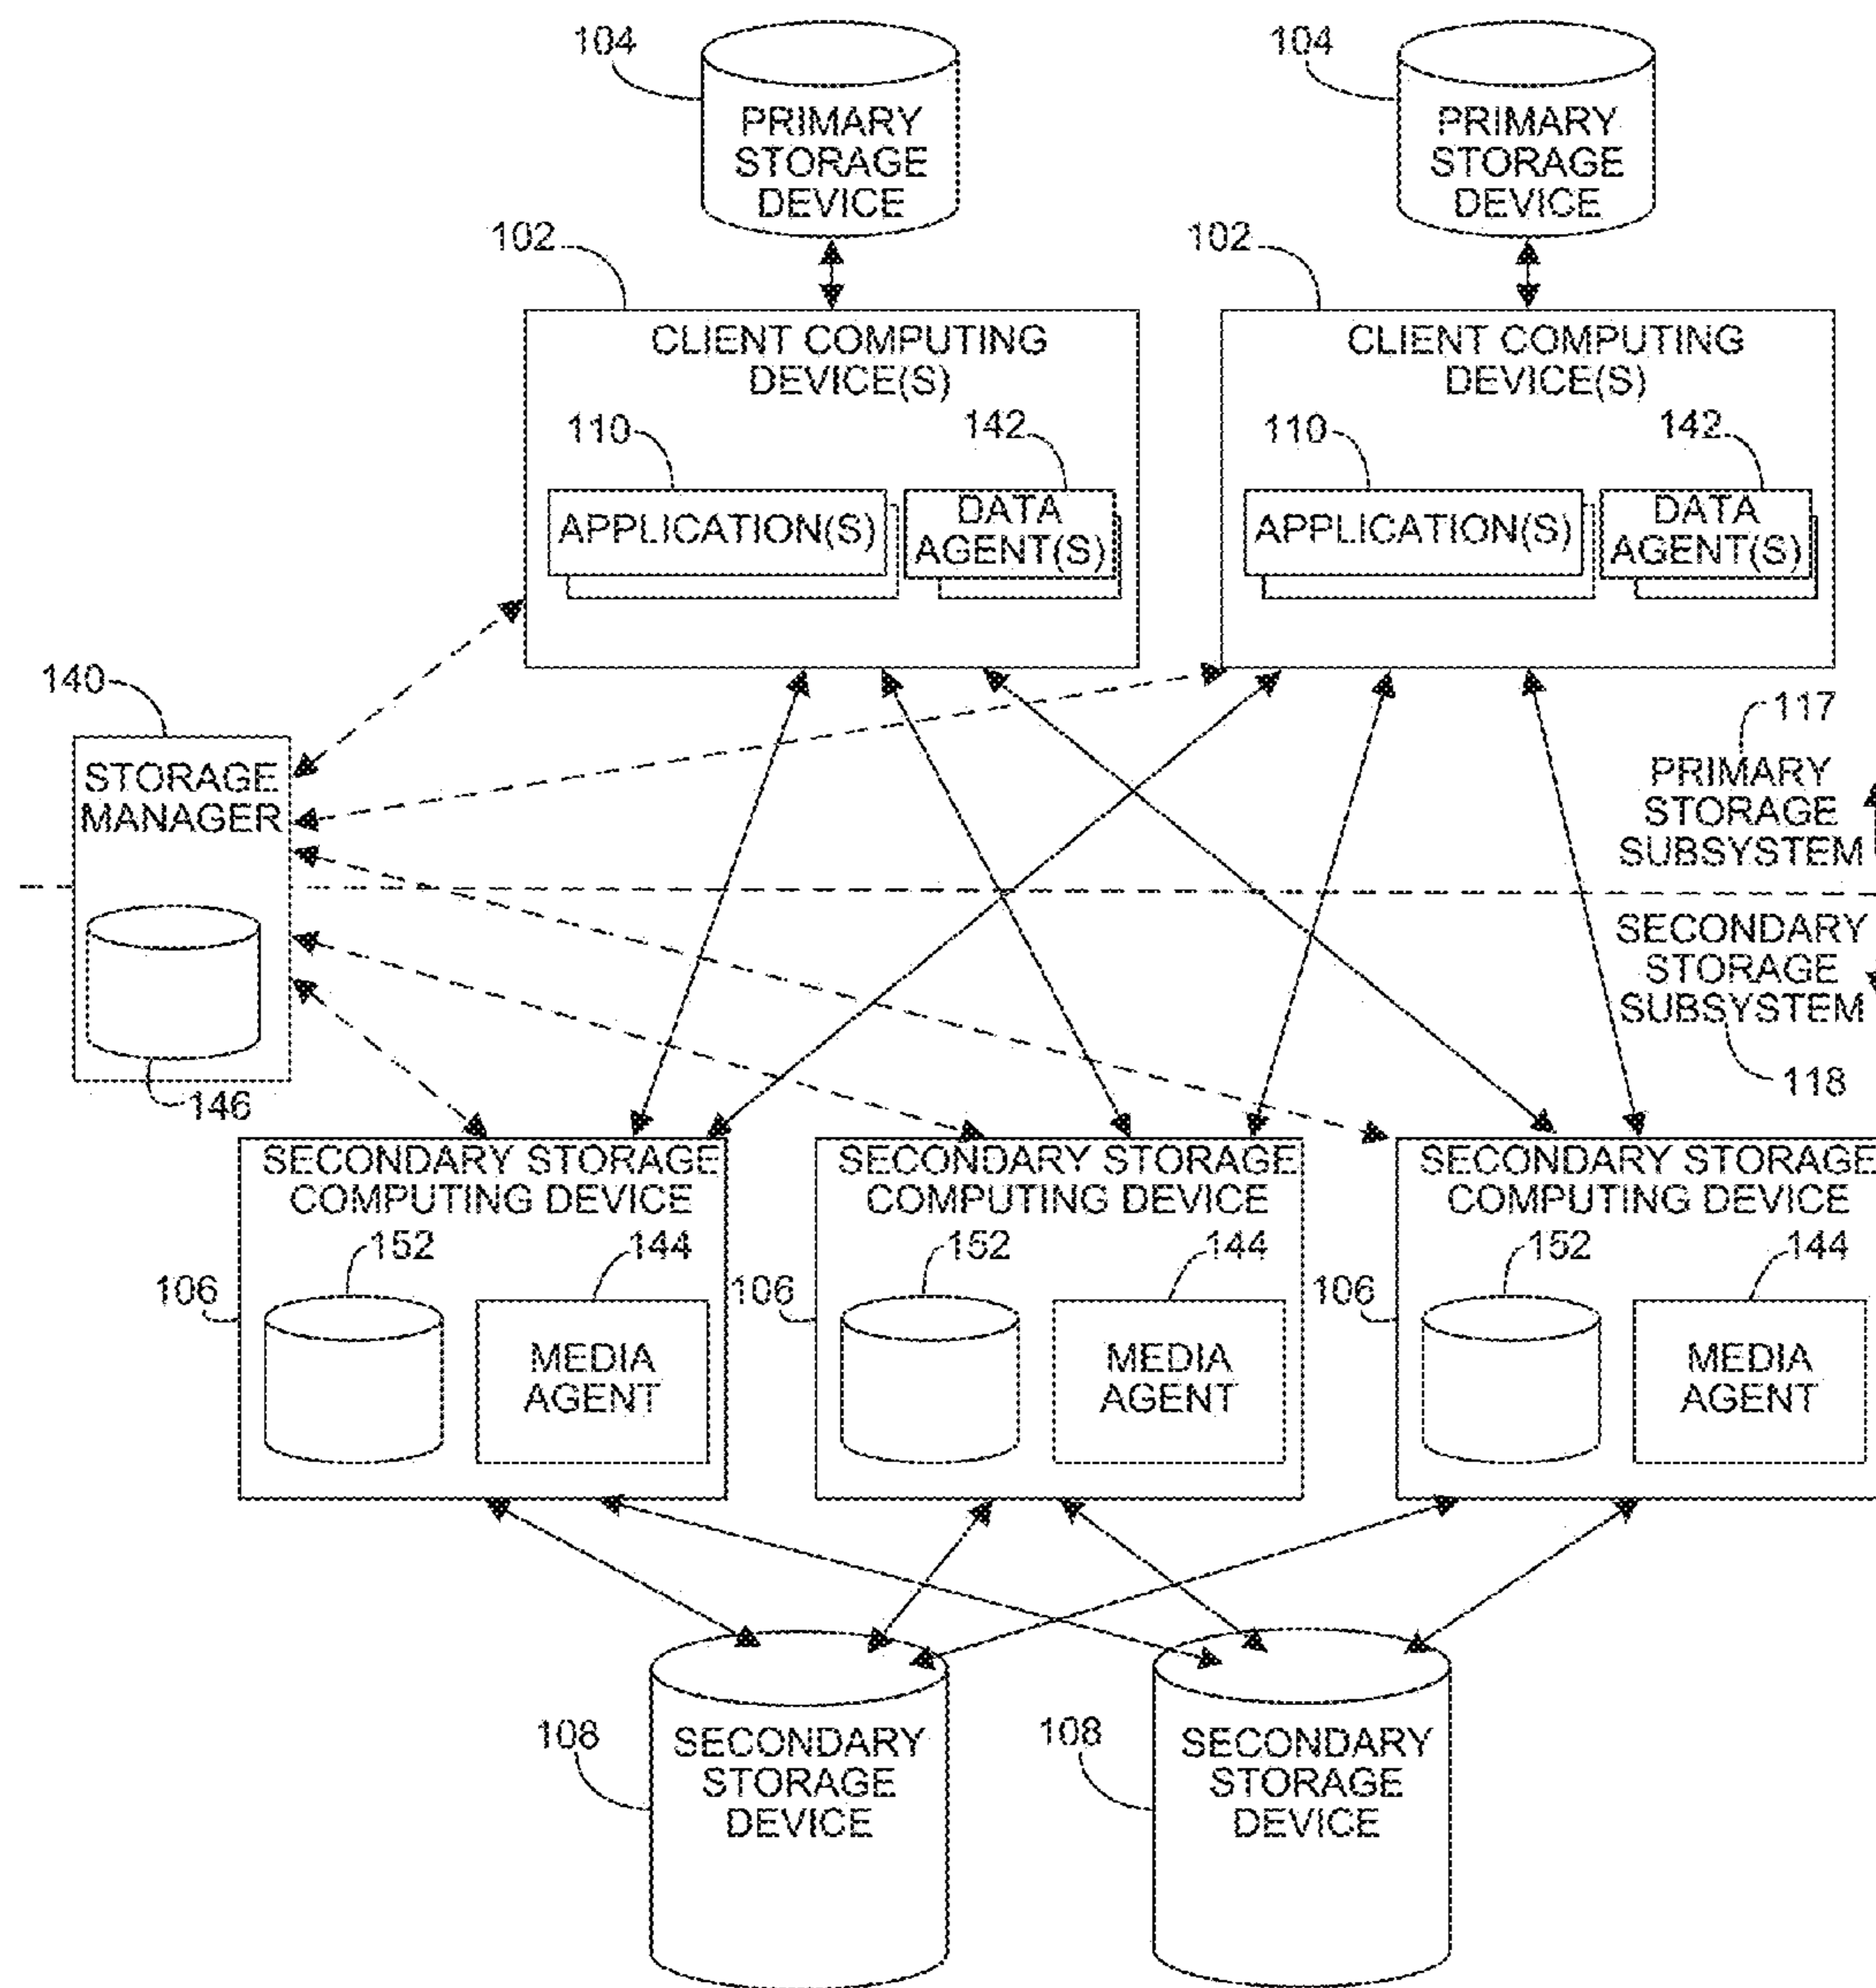 104
104
PRIMARY
STORAGE
DEVICE
PRIMARY
STORAGE
DEVICE
102
102
CLIENT COMPUTING
DEVICE(S)
CLIENT COMPUTING
DEVICE(S)
110
142
110
142
APPLICATION(S)
DATA
AGENT(S)
APPLICATION(S)
DATA
AGENT(S)
140
STORAGE
MANAGER
117
PRIMARY
STORAGE
SUBSYSTEM
SECONDARY
STORAGE
SUBSYSTEM
118
146
SECONDARY STORAGE
COMPUTING DEVICE
SECONDARY STORAGE
COMPUTING DEVICE
SECONDARY STORAGE
COMPUTING DEVICE
152
144
152
144
152
144
106
106
106
MEDIA
AGENT
MEDIA
AGENT
MEDIA
AGENT
108
SECONDARY
STORAGE
DEVICE
108
SECONDARY
STORAGE
DEVICE